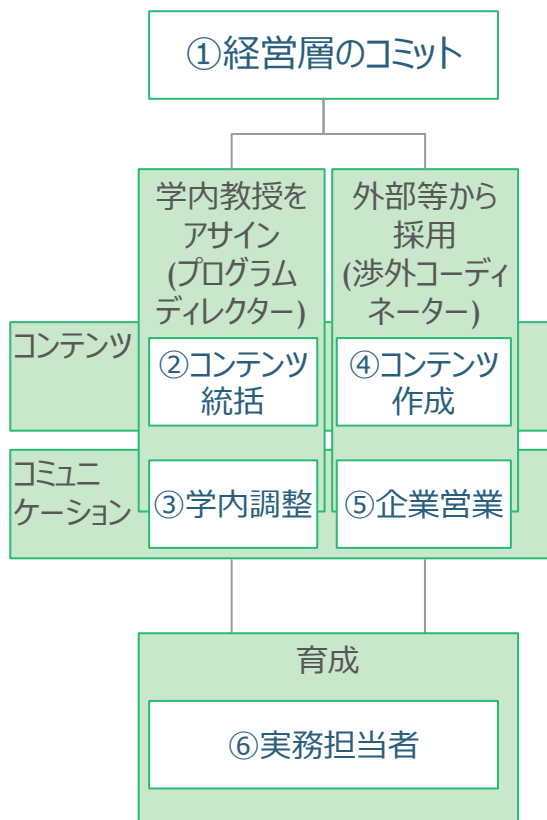 ①経営層のコミット
学内教授を
アサイン
(プログラム
ディレクター)
外部等から
採用
(渉外コーディ
ネーター)
コンテンツ
②コンテンツ
統括
④コンテンツ
作成
コミュニ
ケーション
③学内調整
⑤企業営業
育成
⑥実務担当者